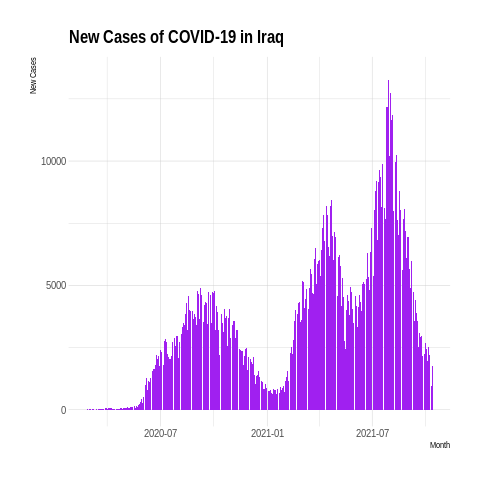 New Cases of COVID-19 in Iraq
New Cases
10000
5000
0
2020-07
2021-01
2021-07
Month